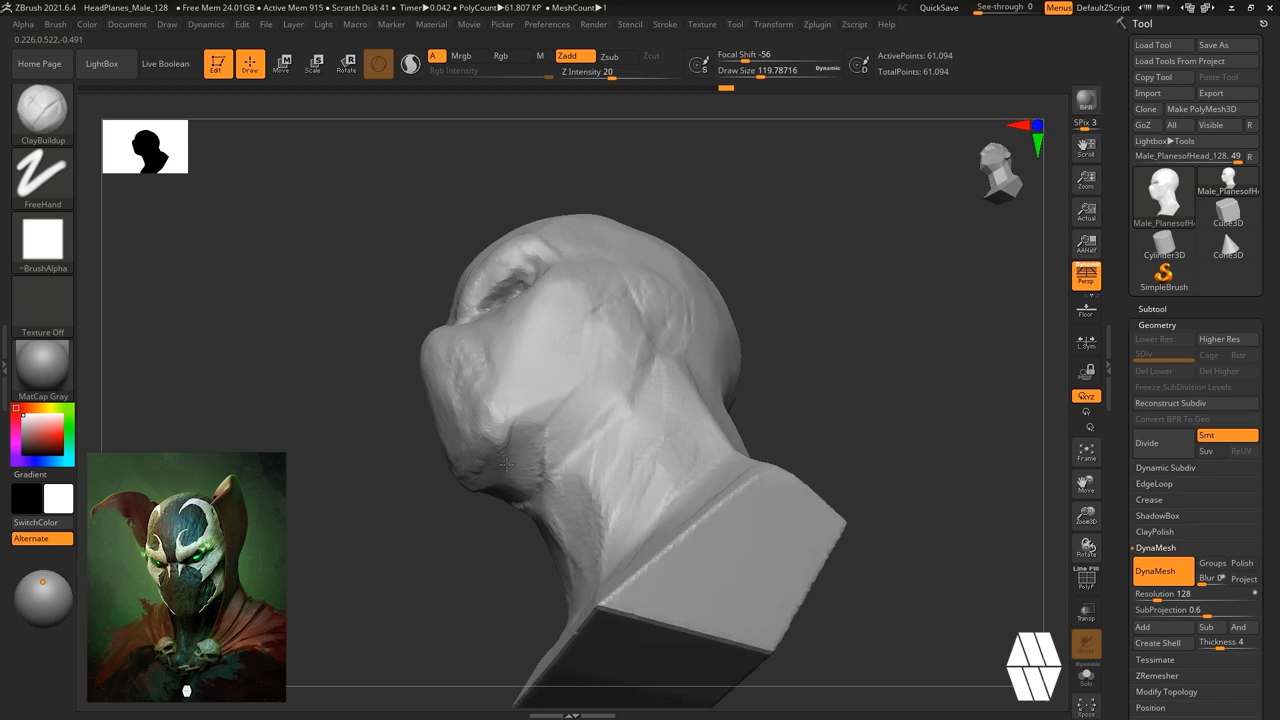 ZBrush 2021.6.4 HeadPlanes_Male_128 • Free Mem 24.01GB • Active Mem 915 • Scratch Disk 41 • Timer▶0.042 • PolyCount▶61.807 KP • MeshCount▶1
AC QuickSave See-through 0 Menus DefaultZScript
Alpha Brush Color Document Draw Dynamics Edit File Layer Light Macro Marker Material Movie Picker Preferences Render Stencil Stroke Texture Tool Transform Zplugin Zscript Help
0.226,0.522,-0.491
Home Page LightBox Live Boolean Edit Draw Move Scale Rotate
A Mrgb Rgb M Zadd Zsub Zcut
Rgb Intensity Z Intensity 20
Focal Shift -56
Draw Size 119.78716 Dynamic
S D
ActivePoints: 61,094
TotalPoints: 61,094
ClayBuildup
FreeHand
~BrushAlpha
Texture Off
MatCap Gray
Gradient
SwitchColor
Alternate
BPR
SPix 3
Scroll
Zoom
Actual
AAHalf
Dynamic
Persp
Floor
L.Sym
XYZ
Frame
Move
Zoom3D
Rotate
Line Fill
PolyF
Transp
Dynamic
Solo
Xpose
Tool
Load Tool Save As
Load Tools From Project
Copy Tool Paste Tool
Import Export
Clone Make PolyMesh3D
GoZ All Visible R
Lightbox▶Tools
Male_PlanesofHead_128. 49 R
Male_PlanesofHe
Male_PlanesofHe Cube3D
Cylinder3D Cone3D
SimpleBrush
Subtool
Geometry
Lower Res Higher Res
SDiv Cage Rstr
Del Lower Del Higher
Freeze SubDivision Levels
Reconstruct Subdiv
Convert BPR To Geo
Divide Smt
Suv ReUV
Dynamic Subdiv
EdgeLoop
Crease
ShadowBox
ClayPolish
DynaMesh
DynaMesh Groups Polish
Blur 0 Project
Resolution 128
SubProjection 0.6
Add Sub And
Create Shell Thickness 4
Tessimate
ZRemesher
Modify Topology
Position